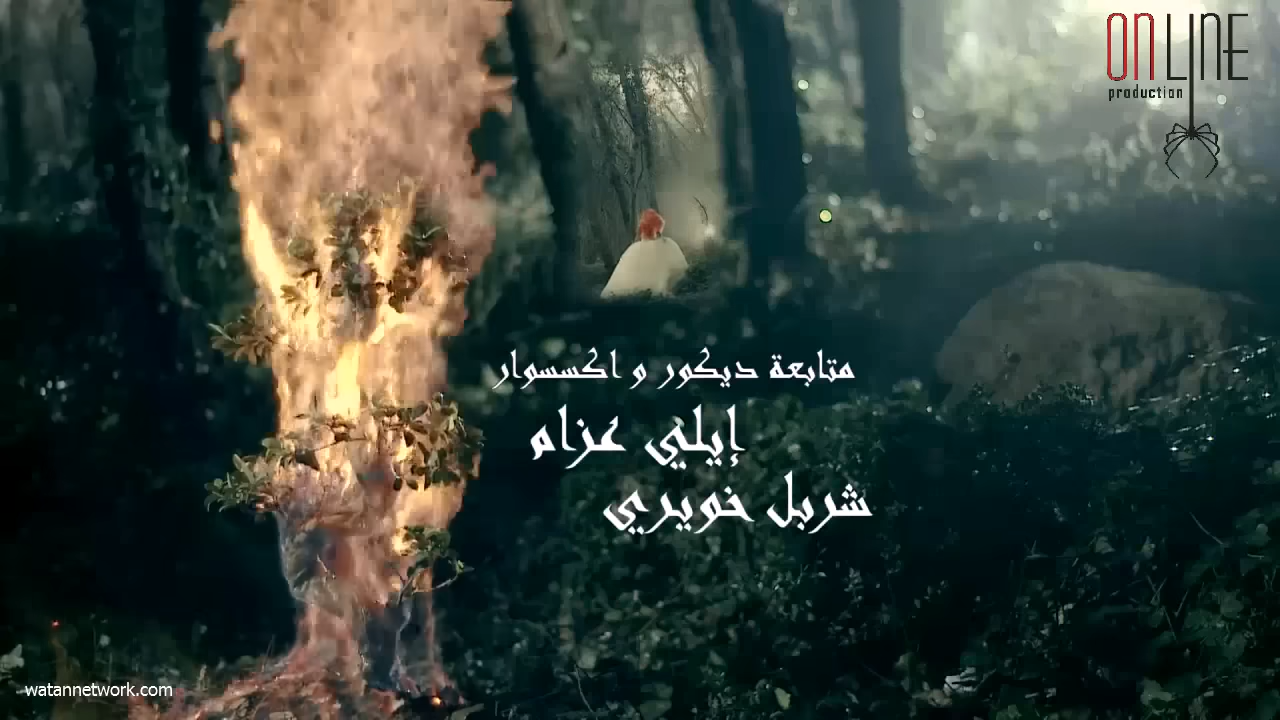 ONLINE
production
متابعة ديكور و اكسسوار
إيلي عزام
شربل خويري
watannetwork.com